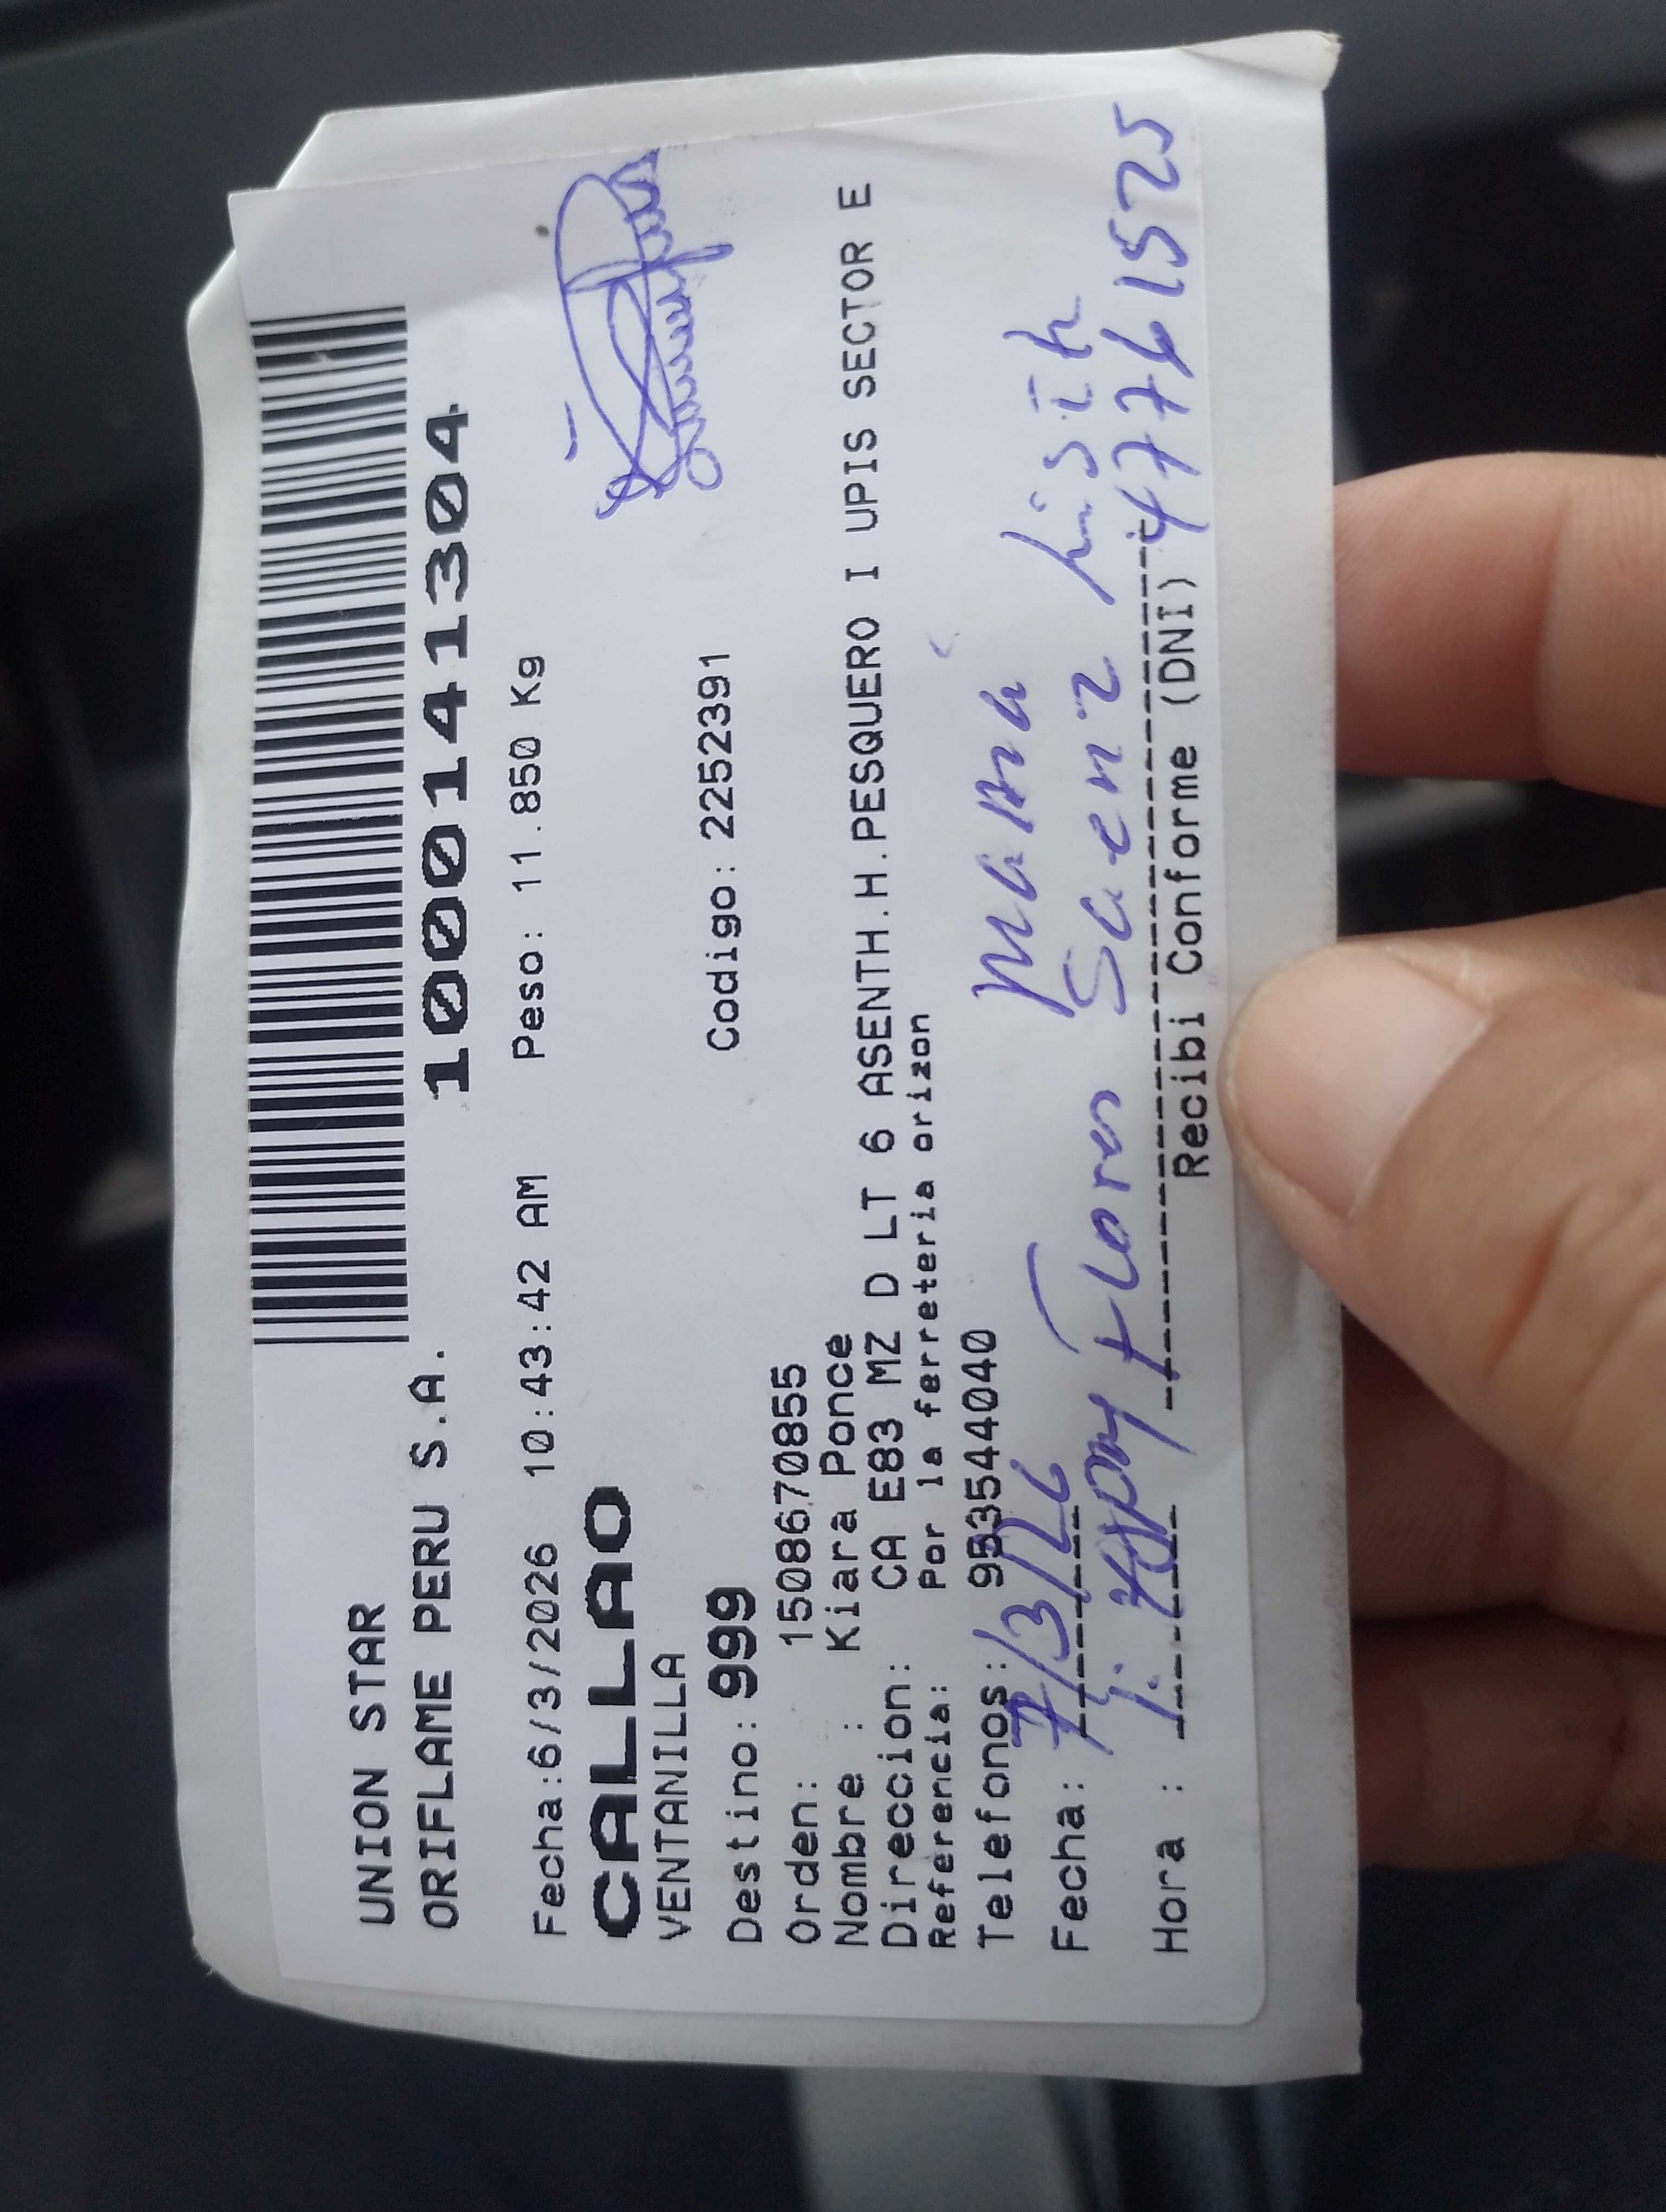 UNION STAR
ORIFLAME PERU S.A.
1000141304
Fecha:6/3/2026 10:43:42 AM Peso: 11.850 Kg
CALLAO
VENTANILLA
Destino: 999 Codigo: 2252391
Orden: 1508670855
Nombre : Kiara Ponce
Direccion: CA E83 MZ D LT 6 ASENTH.H.PESQUERO I UPIS SECTOR E
Referencia: Por la ferreteria orizon
Telefonos: 953544040
mama
Fecha: 7/3/26
Flores Saenz Lisih
Hora : 47761525
Recibi Conforme (DNI)